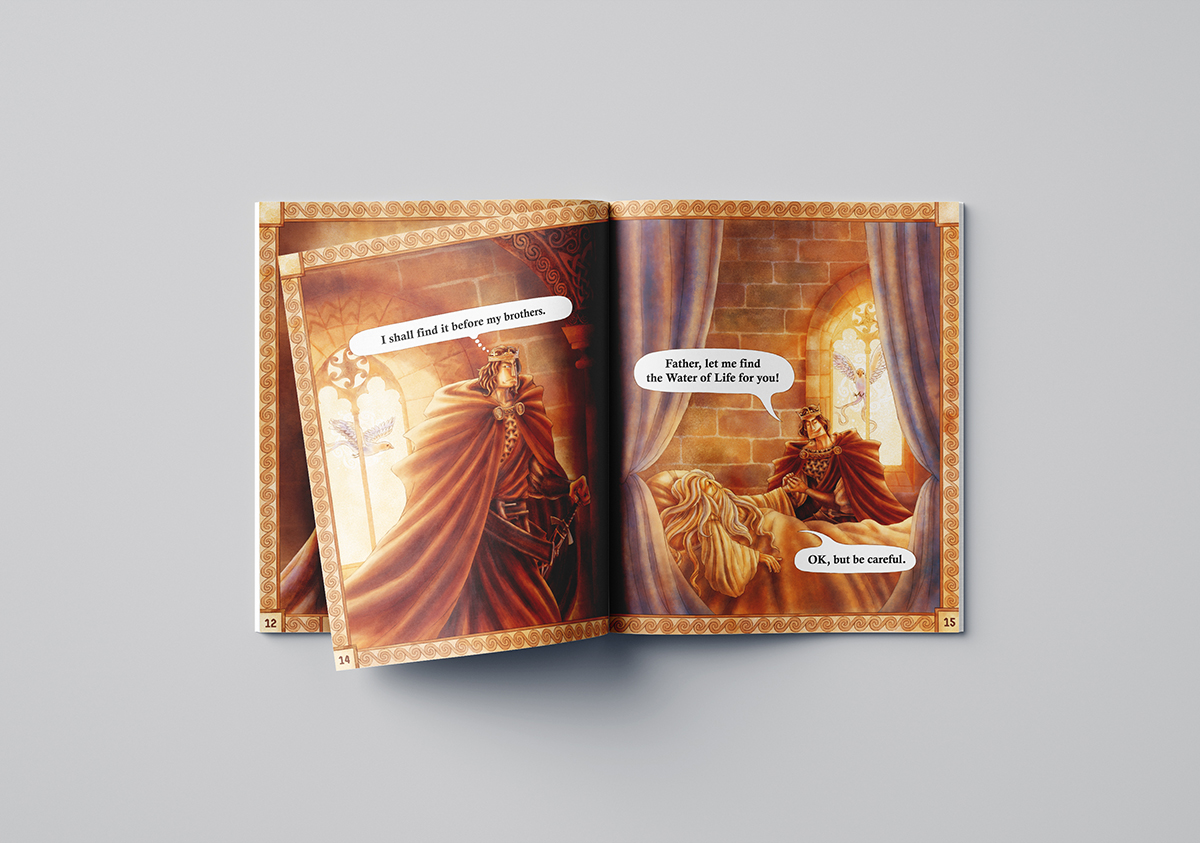 I shall find it before my brothers.
Father, let me find
the Water of Life for you!
OK, but be careful.
12
14
15